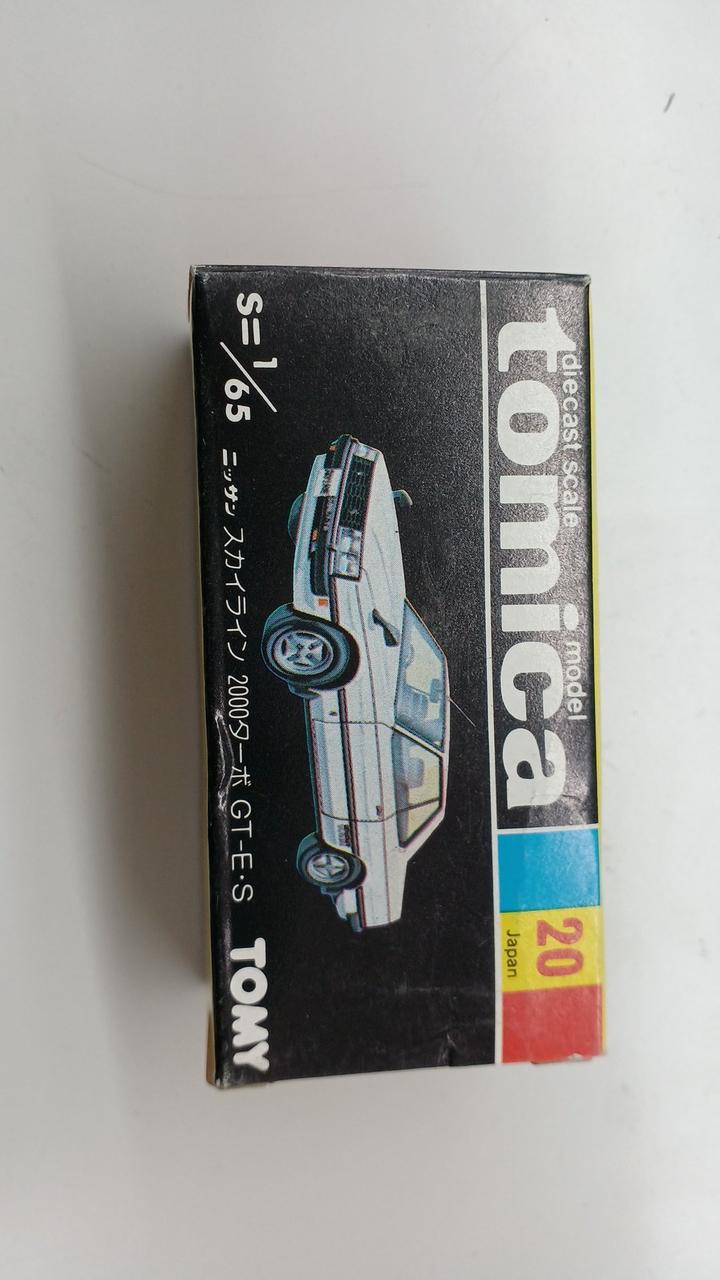 diecast scale model
tomica
20
Japan
S=1/65 ニッサン スカイライン 2000ターボ GT-E・S TOMY